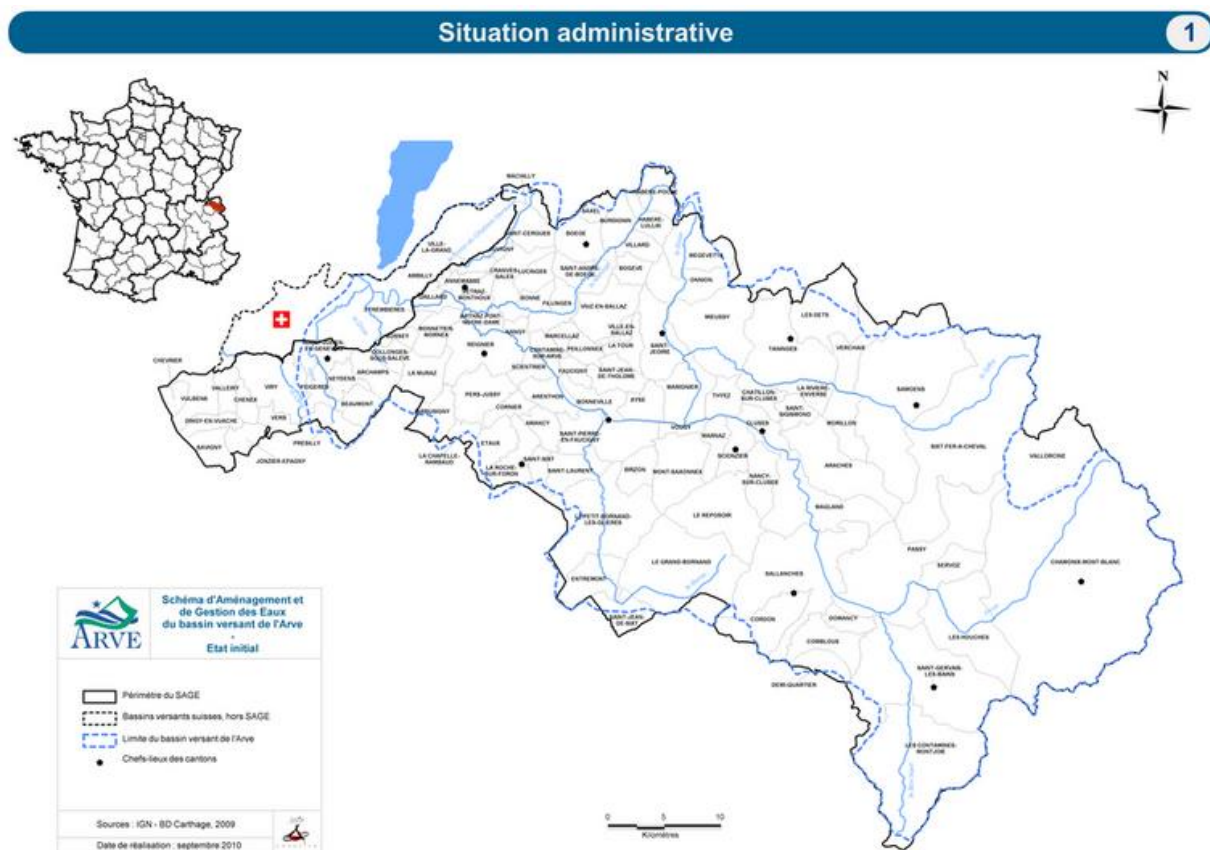 Situation administrative
1
N
MACHILLY
HABERE-POCHE
SAXEL
BURDIGNIN
HABERE-
LULLIN
SAINT-CERGUES
BOEGE
VILLARD
VILLE-
LA-GRAND
JUVIGNY
MEGEVETTE
AMBILLY
CRANVES-
SALES
LUCINGES
SAINT-ANDRE-
DE-BOEGE
BOGEVE
ONNION
ANNEMASSE
GAILLARD
VETRAZ-
MONTHOUX
BONNE
FILLINGES
VIUZ-EN-SALLAZ
MIEUSSY
LES GETS
ARTHAZ-PONT-
NOTRE-DAME
NANGY
MARCELLAZ
VILLE-EN-
SALLAZ
LA TOUR
SAINT-
JEOIRE
TANINGES
VERCHAIX
CHEVRIER
COLLONGES-
SOUS-SALEVE
REIGNIER
PEILLONNEX
CONTAMINE-
SUR-ARVE
ARCHAMPS
LA MURAZ
SCIENTRIER
FAUCIGNY
SAINT-JEAN-
DE-THOLOME
VALLEIRY
VIRY
NEYDENS
FEIGERES
VULBENS
CHENEX
BEAUMONT
PERS-JUSSY
ARENTHON
BONNEVILLE
AYSE
MARIGNIER
THYEZ
CHATILLON-
SUR-CLUSES
LA RIVIERE-
ENVERSE
SAMOENS
DINGY-EN-VUACHE
VERS
CORNIER
AMANCY
SAINT-PIERRE-
EN-FAUCIGNY
VOUGY
CLUSES
SAINT-
SIGISMOND
MORILLON
SAVIGNY
PRESILLY
JONZIER-EPAGNY
ETAUX
MARNAZ
SIXT-FER-A-CHEVAL
VALLORCINE
LA CHAPELLE-
RAMBAUD
LA ROCHE-
SUR-FORON
SAINT-SIXT
SAINT-LAURENT
BRIZON
MONT-SAXONNEX
SCIONZIER
NANCY-
SUR-CLUSES
ARACHES
MAGLAND
LE PETIT-BORNAND-
LES-GLIERES
LE REPOSOIR
PASSY
SERVOZ
ENTREMONT
LE GRAND-BORNAND
SALLANCHES
CHAMONIX-MONT-BLANC
SAINT-JEAN-
DE-SIXT
CORDON
DOMANCY
COMBLOUX
LES HOUCHES
SAINT-GERVAIS-
LES-BAINS
DEMI-QUARTIER
LES CONTAMINES-
MONTJOIE
ARVE
Schéma d'Aménagement et
de Gestion des Eaux
du bassin versant de l'Arve
-
Etat initial
Périmètre du SAGE
Bassins versants suisses, hors SAGE
Limite du bassin versant de l'Arve
Chefs-lieux des cantons
Sources : IGN - BD Carthage, 2009
Date de réalisation : septembre 2010
0 5 10
Kilomètres